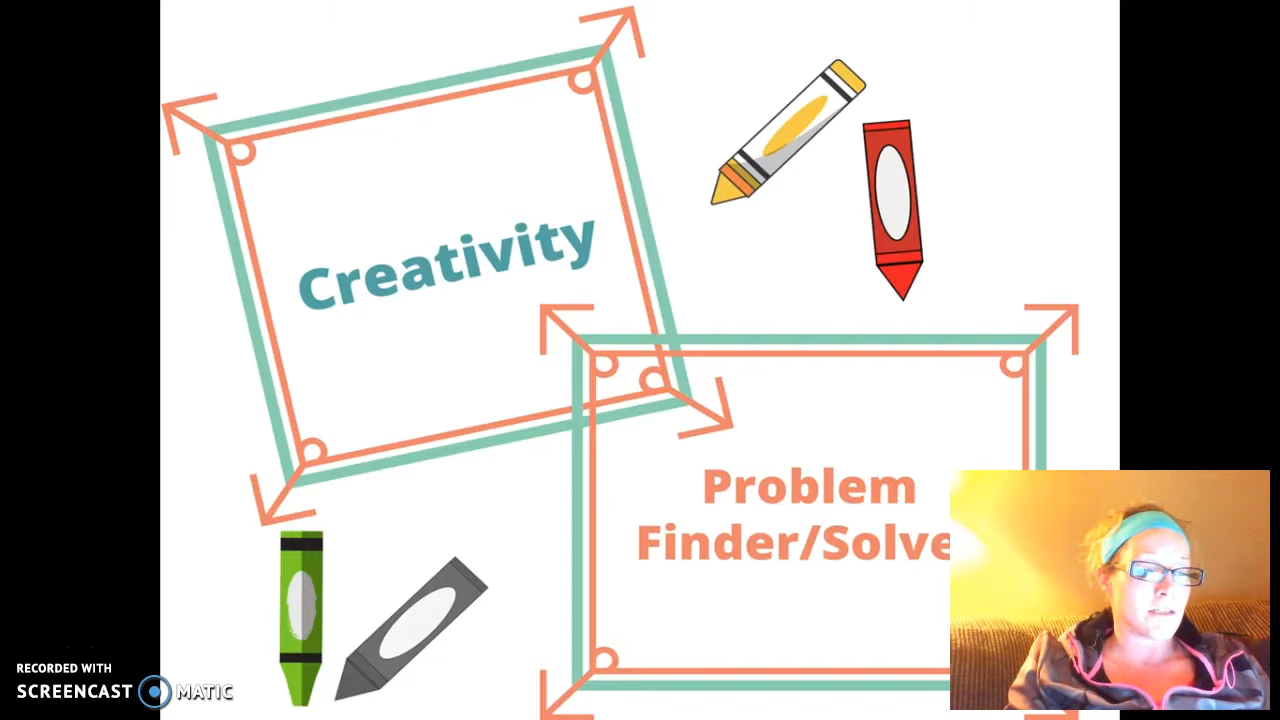 Creativity
Problem
Finder/Solve
RECORDED WITH
SCREENCAST MATIC